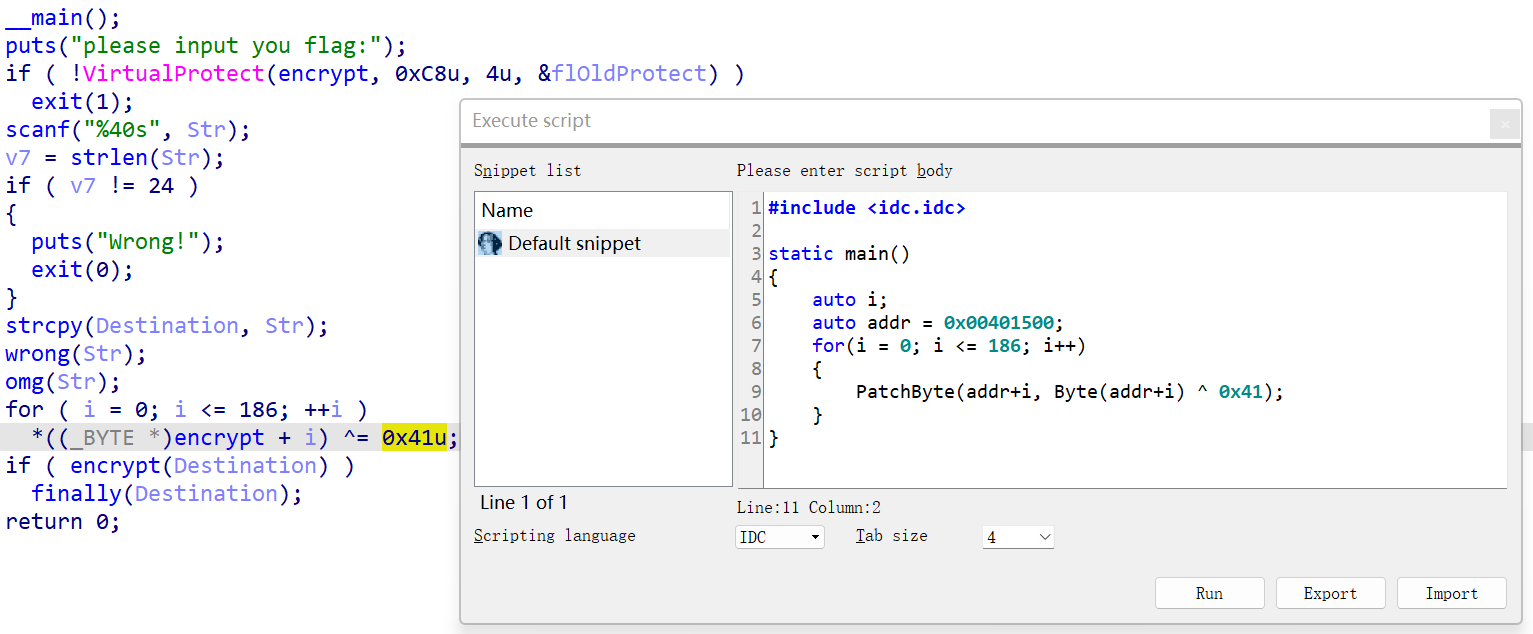 __main();
puts("please input you flag:");
if ( !VirtualProtect(encrypt, 0xC8u, 4u, &flOldProtect) )
  exit(1);
scanf("%40s", Str);
v7 = strlen(Str);
if ( v7 != 24 )
{
  puts("Wrong!");
  exit(0);
}
strcpy(Destination, Str);
wrong(Str);
omg(Str);
for ( i = 0; i <= 186; ++i )
  *((_BYTE *)encrypt + i) ^= 0x41u;
if ( encrypt(Destination) )
  finally(Destination);
return 0;
Execute script
Snippet list
Name
Default snippet
Line 1 of 1
Please enter script body
1 #include <idc.idc>
2
3 static main()
4 {
5     auto i;
6     auto addr = 0x00401500;
7     for(i = 0; i <= 186; i++)
8     {
9         PatchByte(addr+i, Byte(addr+i) ^ 0x41);
10     }
11 }
Line:11 Column:2
Scripting language
IDC
Tab size
4
Run
Export
Import